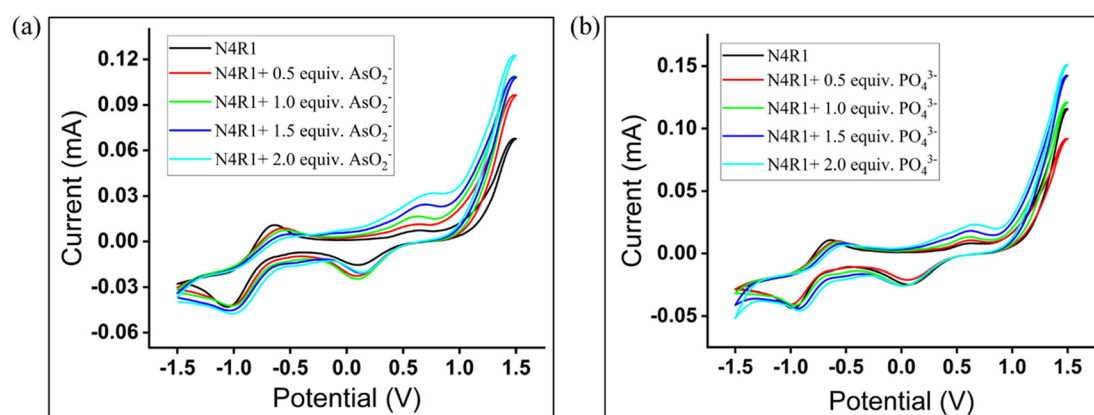 (a)
N4R1
N4R1+ 0.5 equiv. AsO₂⁻
N4R1+ 1.0 equiv. AsO₂⁻
N4R1+ 1.5 equiv. AsO₂⁻
N4R1+ 2.0 equiv. AsO₂⁻
0.12
0.09
0.06
0.03
0.00
-0.03
-0.06
Current (mA)
-1.5 -1.0 -0.5 0.0 0.5 1.0 1.5
Potential (V)
(b)
N4R1
N4R1+ 0.5 equiv. PO₄³⁻
N4R1+ 1.0 equiv. PO₄³⁻
N4R1+ 1.5 equiv. PO₄³⁻
N4R1+ 2.0 equiv. PO₄³⁻
0.15
0.10
0.05
0.00
-0.05
Current (mA)
-1.5 -1.0 -0.5 0.0 0.5 1.0 1.5
Potential (V)